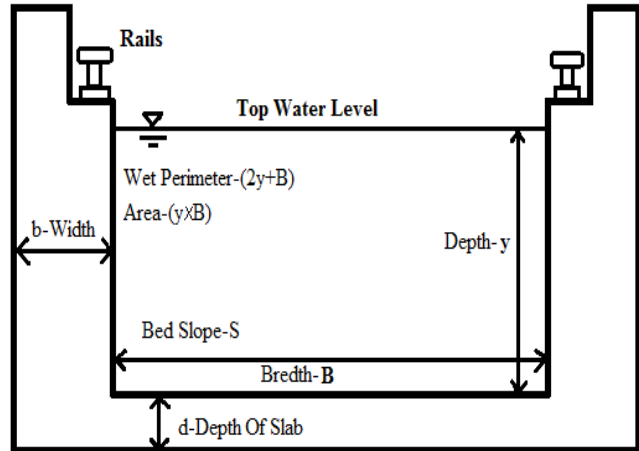 Rails
Top Water Level
Wet Perimeter-(2y+B)
Area-(y×B)
b-Width
Depth-y
Bed Slope-S
Bredth-B
d-Depth Of Slab